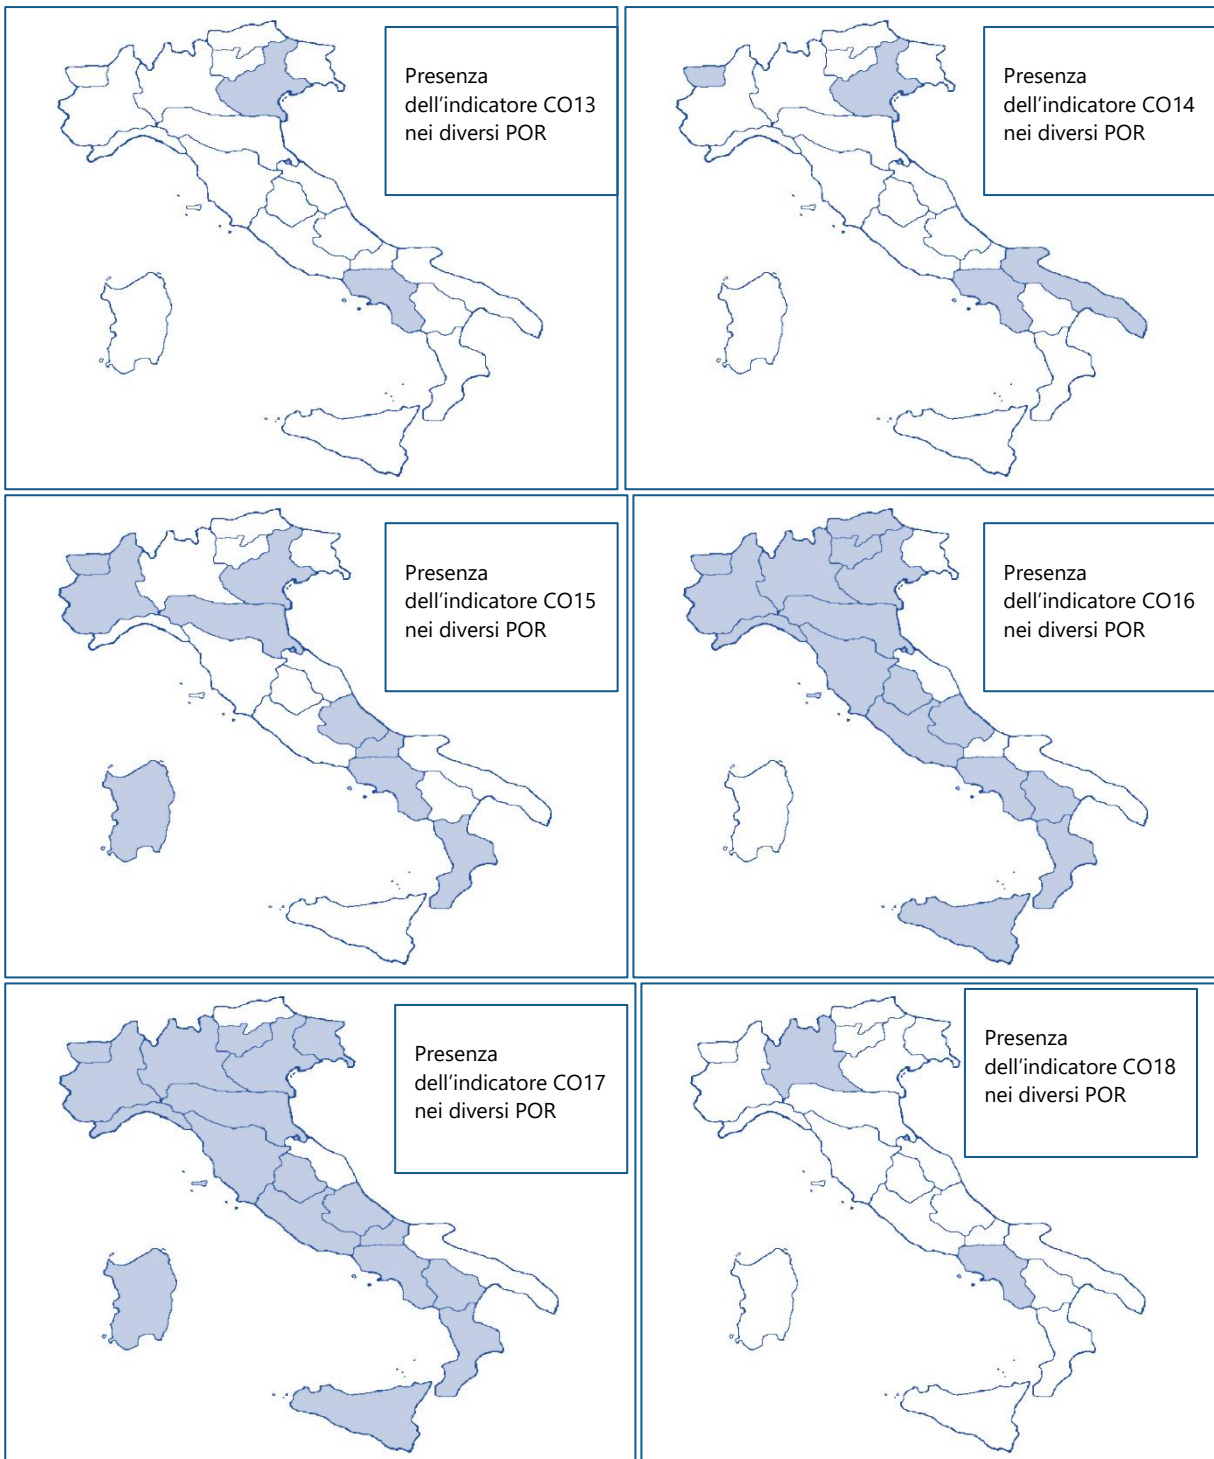 Presenza
dell'indicatore CO13
nei diversi POR
Presenza
dell'indicatore CO14
nei diversi POR
Presenza
dell'indicatore CO15
nei diversi POR
Presenza
dell'indicatore CO16
nei diversi POR
Presenza
dell'indicatore CO17
nei diversi POR
Presenza
dell'indicatore CO18
nei diversi POR